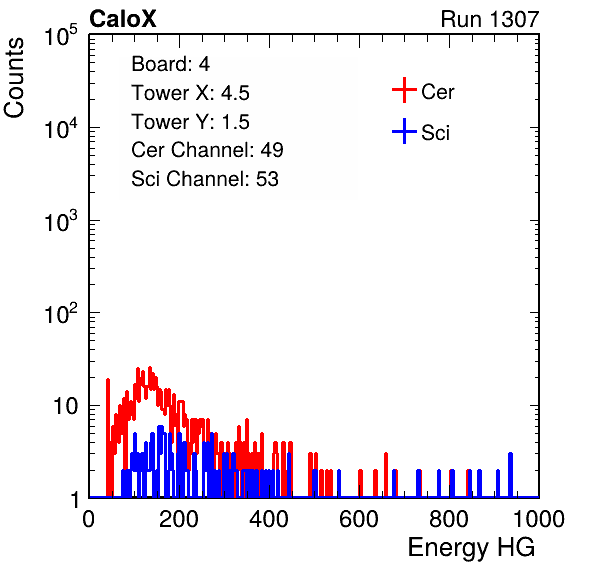 CaloX Run 1307
Counts
10^5
10^4
10^3
10^2
10
1
Board: 4
Tower X: 4.5
Tower Y: 1.5
Cer Channel: 49
Sci Channel: 53
Cer
Sci
0 200 400 600 800 1000
Energy HG